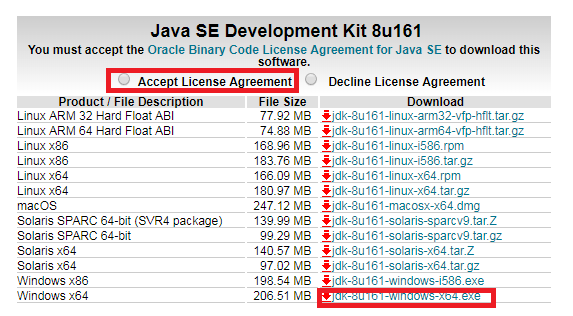 Java SE Development Kit 8u161
You must accept the Oracle Binary Code License Agreement for Java SE to download this
software.
Accept License Agreement Decline License Agreement
Product / File Description File Size Download
Linux ARM 32 Hard Float ABI 77.92 MB jdk-8u161-linux-arm32-vfp-hflt.tar.gz
Linux ARM 64 Hard Float ABI 74.88 MB jdk-8u161-linux-arm64-vfp-hflt.tar.gz
Linux x86 168.96 MB jdk-8u161-linux-i586.rpm
Linux x86 183.76 MB jdk-8u161-linux-i586.tar.gz
Linux x64 166.09 MB jdk-8u161-linux-x64.rpm
Linux x64 180.97 MB jdk-8u161-linux-x64.tar.gz
macOS 247.12 MB jdk-8u161-macosx-x64.dmg
Solaris SPARC 64-bit (SVR4 package) 139.99 MB jdk-8u161-solaris-sparcv9.tar.Z
Solaris SPARC 64-bit 99.29 MB jdk-8u161-solaris-sparcv9.tar.gz
Solaris x64 140.57 MB jdk-8u161-solaris-x64.tar.Z
Solaris x64 97.02 MB jdk-8u161-solaris-x64.tar.gz
Windows x86 198.54 MB jdk-8u161-windows-i586.exe
Windows x64 206.51 MB jdk-8u161-windows-x64.exe